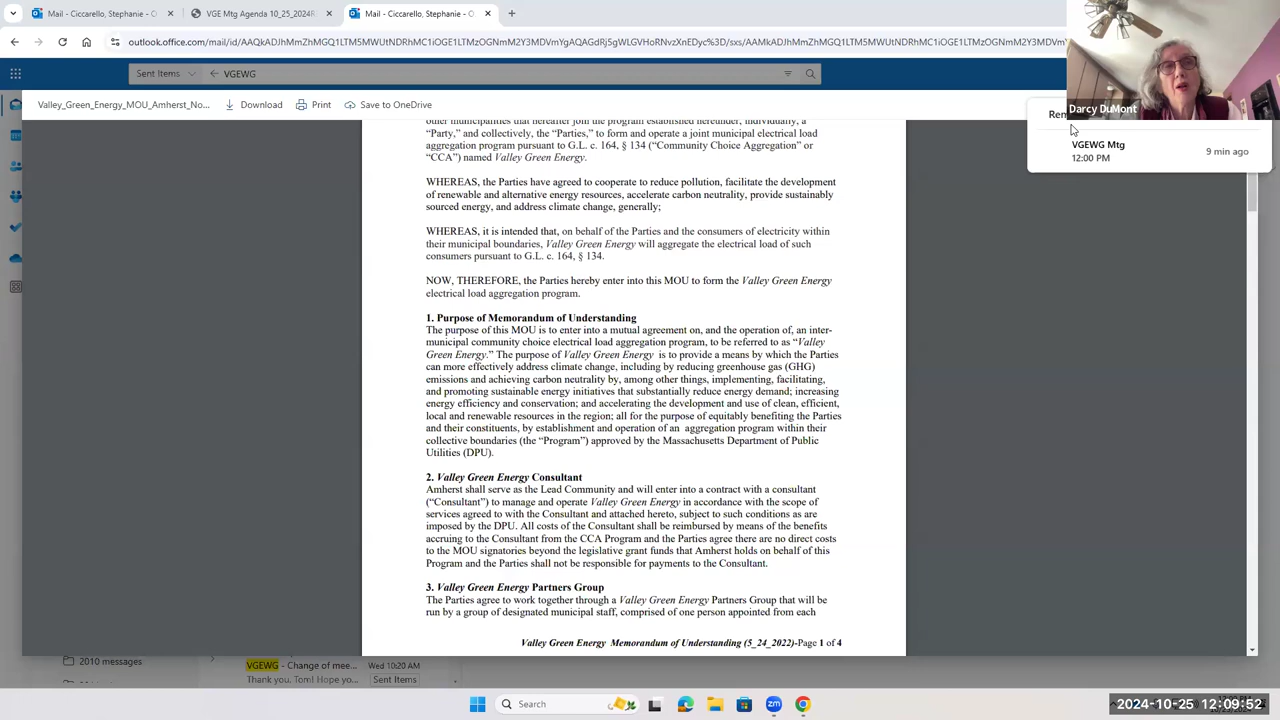 Mail - Ciccarello, Stephanie - O
VGE Mtg Agenda 10_25_2024R
Mail - Ciccarello, Stephanie - O
outlook.office.com/mail/id/AAQkADJhMmZhMGQ1LTM5MWUtNDRhMC1iOGE1LTMzOGNmM2Y3MDVmYgAQAGdRj5gWLGVHoRNvzXnEDyc%3D/sxs/AAMkADJhMmZhMGQ1LTM5MWUtNDRhMC1iOGE1LTMzOGNmM2Y3MDV
Sent Items
VGEWG
Valley_Green_Energy_MOU_Amherst_No...
Download
Print
Save to OneDrive
Darcy DuMont
VGEWG Mtg
12:00 PM
9 min ago
other municipalities that hereafter join the program established hereunder, individually, a
“Party,” and collectively, the “Parties,” to form and operate a joint municipal electrical load
aggregation program pursuant to G.L. c. 164, § 134 (“Community Choice Aggregation” or
“CCA”) named Valley Green Energy.
WHEREAS, the Parties have agreed to cooperate to reduce pollution, facilitate the development
of renewable and alternative energy resources, accelerate carbon neutrality, provide sustainably
sourced energy, and address climate change, generally;
WHEREAS, it is intended that, on behalf of the Parties and the consumers of electricity within
their municipal boundaries, Valley Green Energy will aggregate the electrical load of such
consumers pursuant to G.L. c. 164, § 134.
NOW, THEREFORE, the Parties hereby enter into this MOU to form the Valley Green Energy
electrical load aggregation program.
1. Purpose of Memorandum of Understanding
The purpose of this MOU is to enter into a mutual agreement on, and the operation of, an inter-
municipal community choice electrical load aggregation program, to be referred to as “Valley
Green Energy.” The purpose of Valley Green Energy is to provide a means by which the Parties
can more effectively address climate change, including by reducing greenhouse gas (GHG)
emissions and achieving carbon neutrality by, among other things, implementing, facilitating,
and promoting sustainable energy initiatives that substantially reduce energy demand; increasing
energy efficiency and conservation; and accelerating the development and use of clean, efficient,
local and renewable resources in the region; all for the purpose of equitably benefiting the Parties
and their constituents, by establishment and operation of an aggregation program within their
collective boundaries (the “Program”) approved by the Massachusetts Department of Public
Utilities (DPU).
2. Valley Green Energy Consultant
Amherst shall serve as the Lead Community and will enter into a contract with a consultant
(“Consultant”) to manage and operate Valley Green Energy in accordance with the scope of
services agreed to with the Consultant and attached hereto, subject to such conditions as are
imposed by the DPU. All costs of the Consultant shall be reimbursed by means of the benefits
accruing to the Consultant from the CCA Program and the Parties agree there are no direct costs
to the MOU signatories beyond the legislative grant funds that Amherst holds on behalf of this
Program and the Parties shall not be responsible for payments to the Consultant.
3. Valley Green Energy Partners Group
The Parties agree to work together through a Valley Green Energy Partners Group that will be
run by a group of designated municipal staff, comprised of one person appointed from each
Valley Green Energy Memorandum of Understanding (5_24_2022)-Page 1 of 4
2010 messages
VGEWG - Change of mee...
Wed 10:20 AM
Thank you, Tom! Hope yo...
Sent Items
Search
zm
2024-10-25 12:09:52